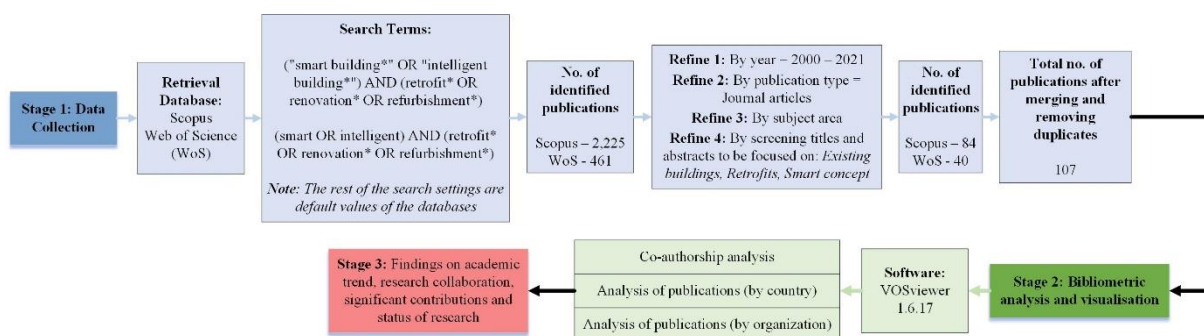 Stage 1: Data
Collection
Retrieval
Database:
Scopus
Web of Science
(WoS)
Search Terms:
("smart building*" OR "intelligent
building*") AND (retrofit* OR
renovation* OR refurbishment*)
(smart OR intelligent) AND (retrofit*
OR renovation* OR refurbishment*)
Note: The rest of the search settings are
default values of the databases
No. of
identified
publications
Scopus – 2,225
WoS - 461
Refine 1: By year – 2000 – 2021
Refine 2: By publication type =
Journal articles
Refine 3: By subject area
Refine 4: By screening titles and
abstracts to be focused on: Existing
buildings, Retrofits, Smart concept
No. of
identified
publications
Scopus – 84
WoS - 40
Total no. of
publications after
merging and
removing
duplicates
107
Stage 2: Bibliometric
analysis and visualisation
Software:
VOSviewer
1.6.17
Co-authorship analysis
Analysis of publications (by country)
Analysis of publications (by organization)
Stage 3: Findings on academic
trend, research collaboration,
significant contributions and
status of research